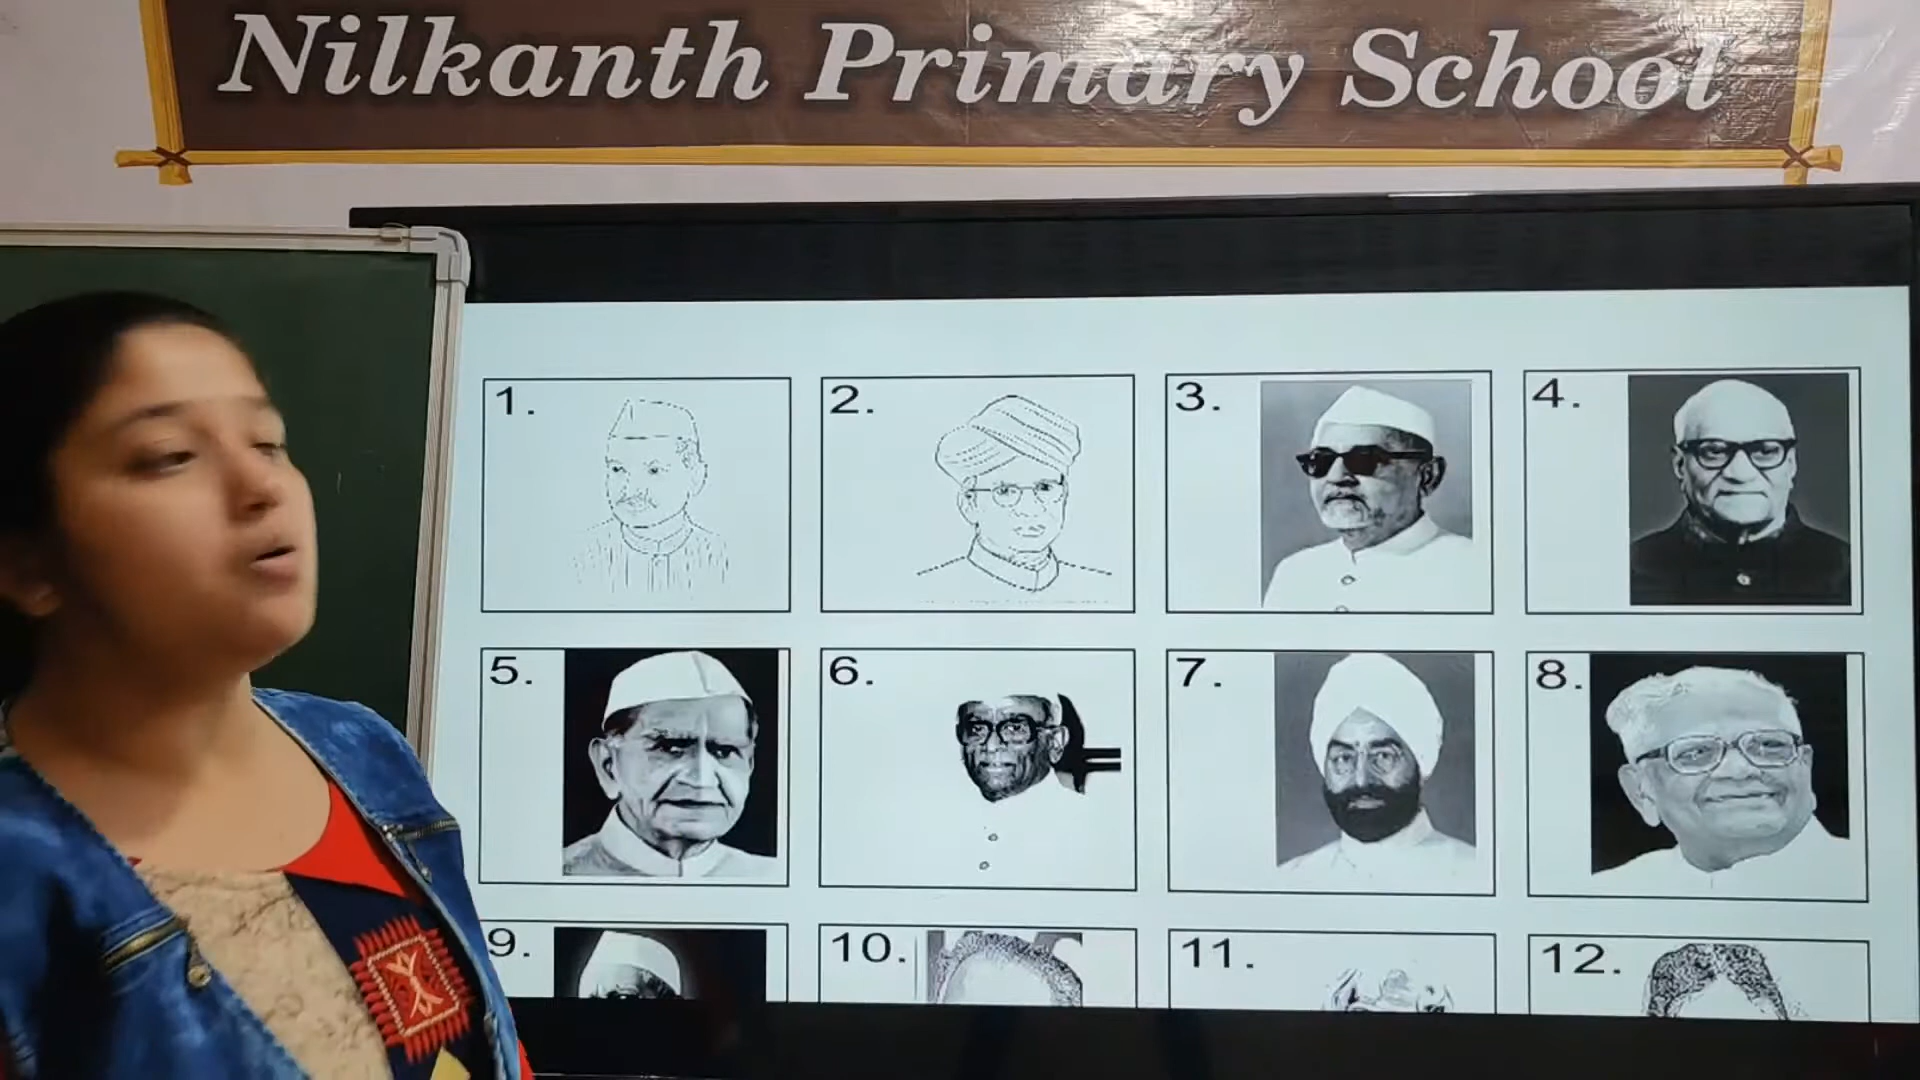 Nilkanth Primary School
1. 2. 3. 4.
5. 6. 7. 8.
9. 10. 11. 12.